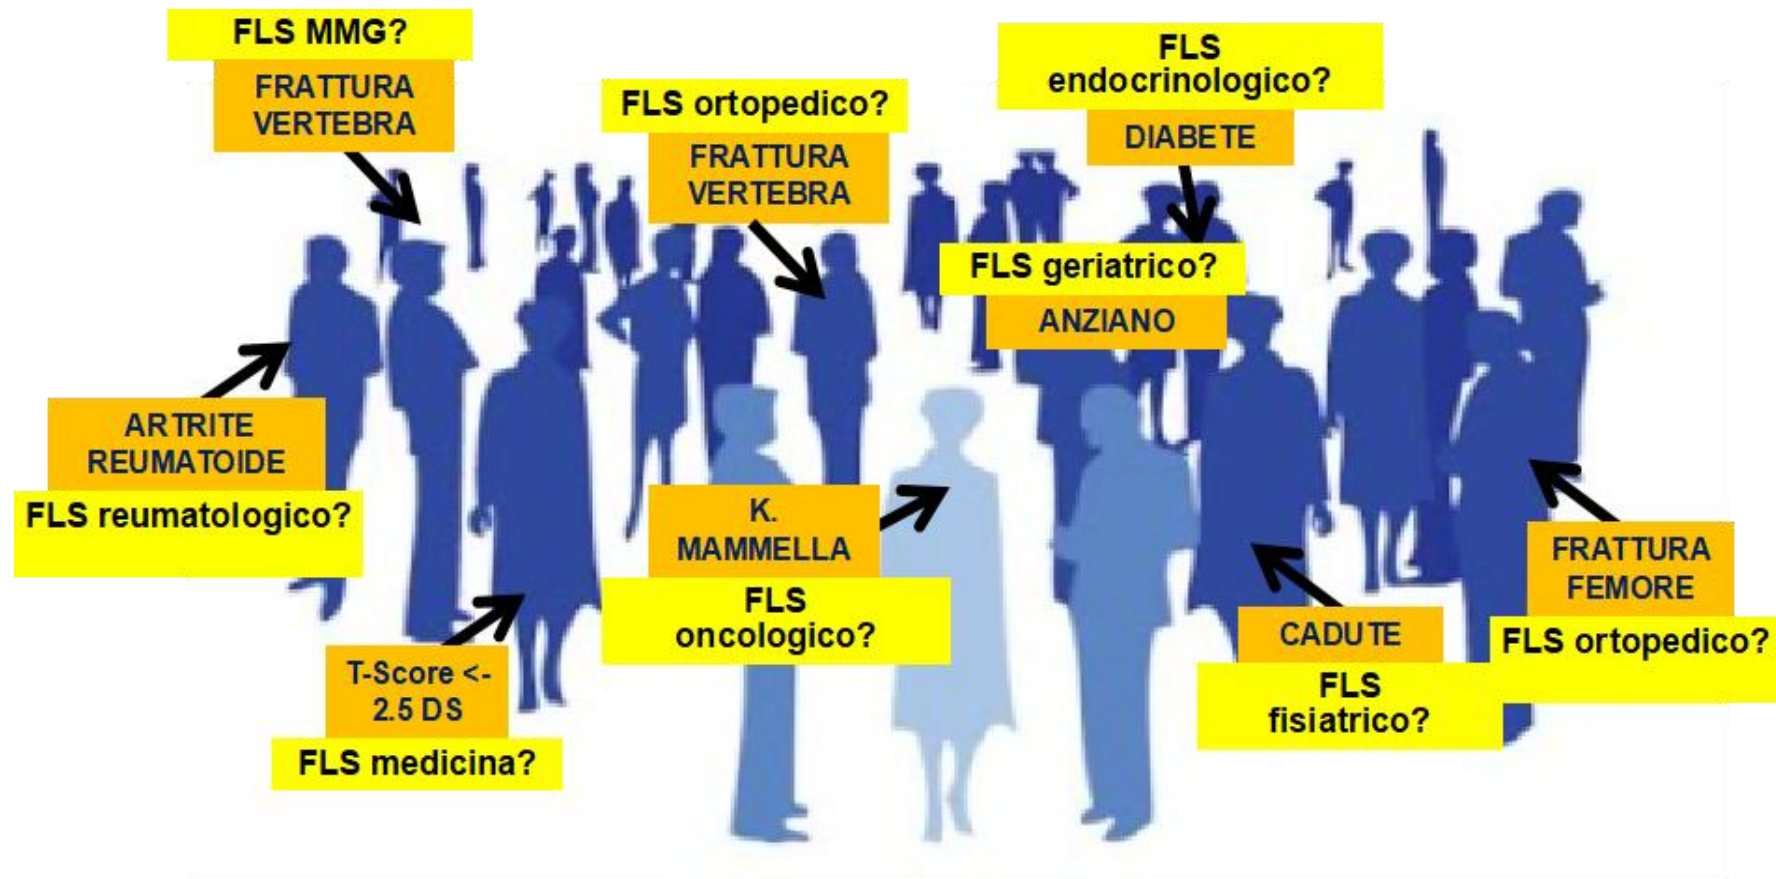 FLS MMG?
FRATTURA
VERTEBRA
FLS ortopedico?
FRATTURA
VERTEBRA
FLS
endocrinologico?
DIABETE
FLS geriatrico?
ANZIANO
ARTRITE
REUMATOIDE
FLS reumatologico?
K.
MAMMELLA
FLS
oncologico?
FRATTURA
FEMORE
FLS ortopedico?
CADUTE
FLS
fisiatrico?
T-Score <-
2.5 DS
FLS medicina?